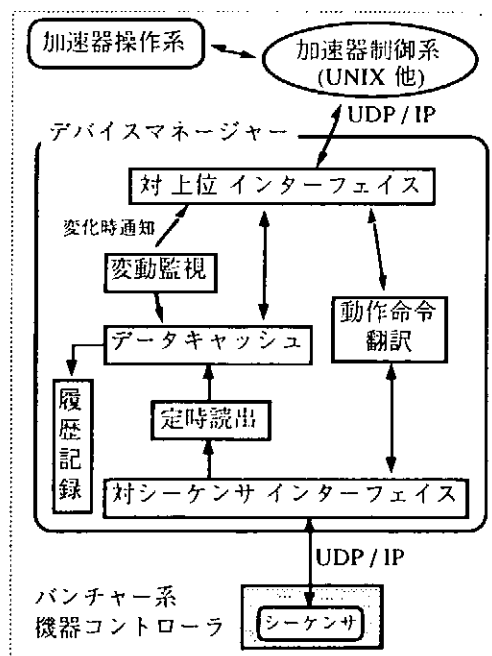 加速器操作系
加速器制御系
(UNIX 他)
UDP / IP
デバイスマネージャー
対 上位 インターフェイス
変化時通知
変動監視
動作命令
翻訳
データキャッシュ
定時読出
履歴記録
対シーケンサ インターフェイス
UDP / IP
バンチャー系
機器コントローラ
シーケンサ